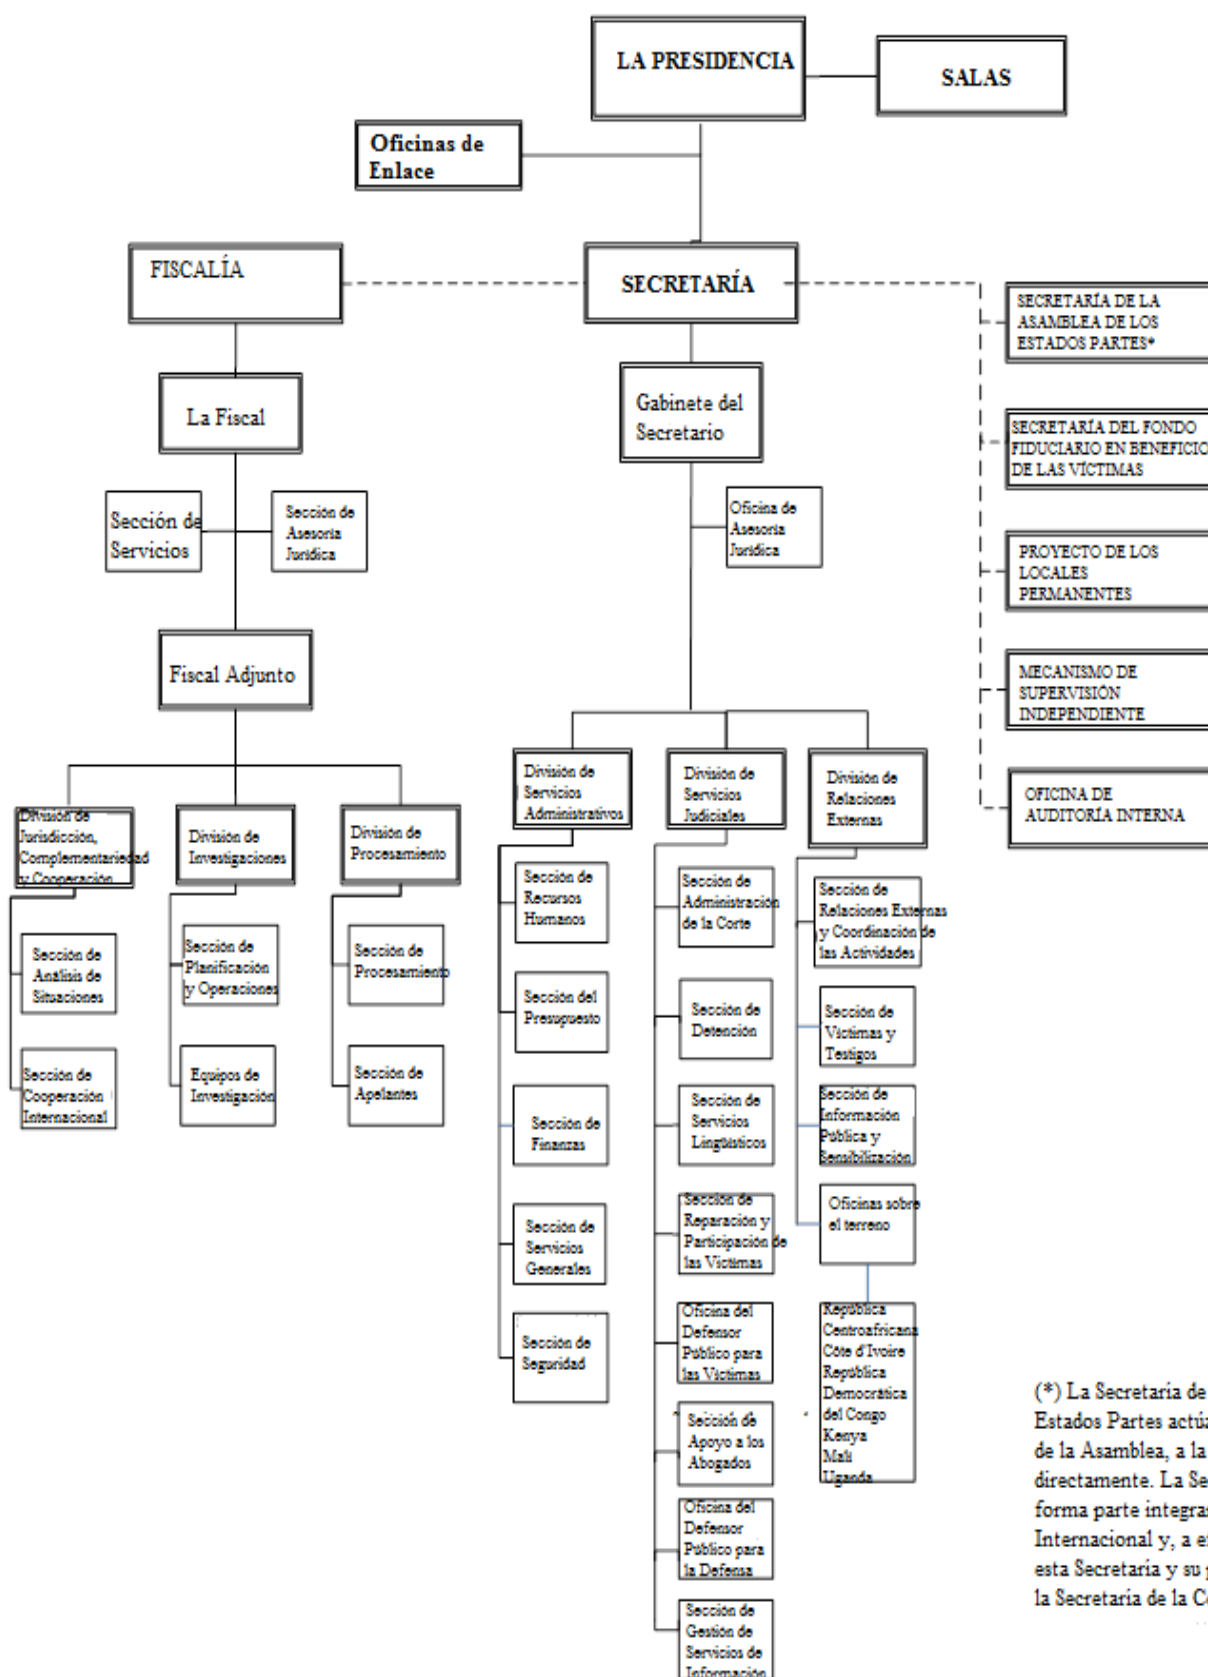 LA PRESIDENCIA
SALAS
Oficinas de
Enlace
FISCALÍA
SECRETARÍA
SECRETARÍA DE LA
ASAMBLEA DE LOS
ESTADOS PARTES*
La Fiscal
Gabinete del
Secretario
SECRETARÍA DEL FONDO
FIDUCIARIO EN BENEFICIO
DE LAS VÍCTIMAS
Sección de
Servicios
Sección de
Asesoría
Jurídica
Oficina de
Asesoría
Jurídica
PROYECTO DE LOS
LOCALES
PERMANENTES
Fiscal Adjunto
MECANISMO DE
SUPERVISIÓN
INDEPENDIENTE
OFICINA DE
AUDITORÍA INTERNA
División de
Jurisdicción,
Complementariedad
y Cooperación
División de
Investigaciones
División de
Procesamiento
División de
Servicios
Administrativos
División de
Servicios
Judiciales
División de
Relaciones
Externas
Sección de
Análisis de
Situaciones
Sección de
Cooperación
Internacional
Sección de
Planificación
y Operaciones
Equipos de
Investigación
Sección de
Procesamiento
Sección de
Apelantes
Sección de
Recursos
Humanos
Sección del
Presupuesto
Sección de
Finanzas
Sección de
Servicios
Generales
Sección de
Seguridad
Sección de
Administración
de la Corte
Sección de
Detención
Sección de
Servicios
Lingüísticos
Sección de
Reparación y
Participación de
las Víctimas
Oficina del
Defensor
Público para
las Víctimas
Sección de
Apoyo a los
Abogados
Oficina del
Defensor
Público para
la Defensa
Sección de
Gestión de
Servicios de
Información
Sección de
Relaciones Externas
y Coordinación de
las Actividades
Sección de
Víctimas y
Testigos
Sección de
Información
Pública y
Sensibilización
Oficinas sobre
el terreno
República
Centroafricana
Côte d'Ivoire
República
Democrática
del Congo
Kenya
Malí
Uganda
(*) La Secretaría de
Estados Partes actúa
de la Asamblea, a la
directamente. La Se
forma parte integra
Internacional y, a
esta Secretaría y su
la Secretaría de la C